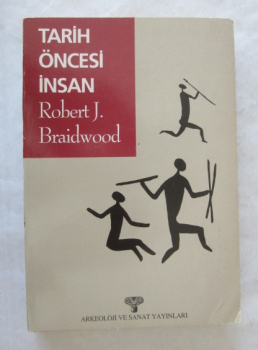 TARİH
ÖNCESİ
İNSAN
Robert J.
Braidwood
ARKEOLOJİ VE SANAT YAYINLARI